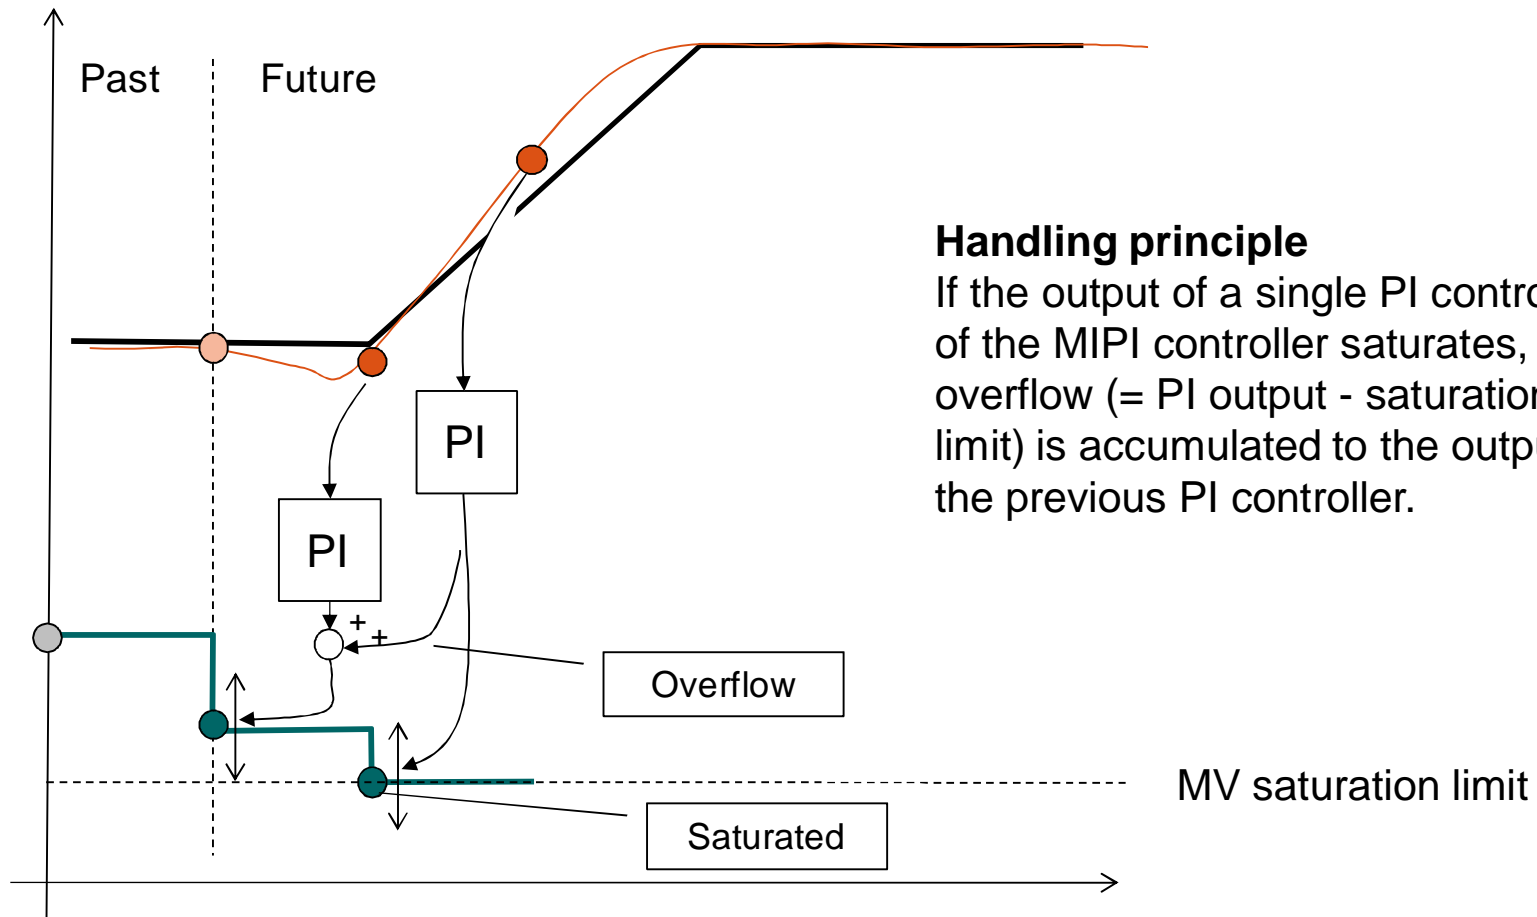 Past
Future
Handling principle
If the output of a single PI contro
of the MIPI controller saturates,
overflow (= PI output - saturation
limit) is accumulated to the outpu
the previous PI controller.
PI
PI
+
+
Overflow
MV saturation limit
Saturated